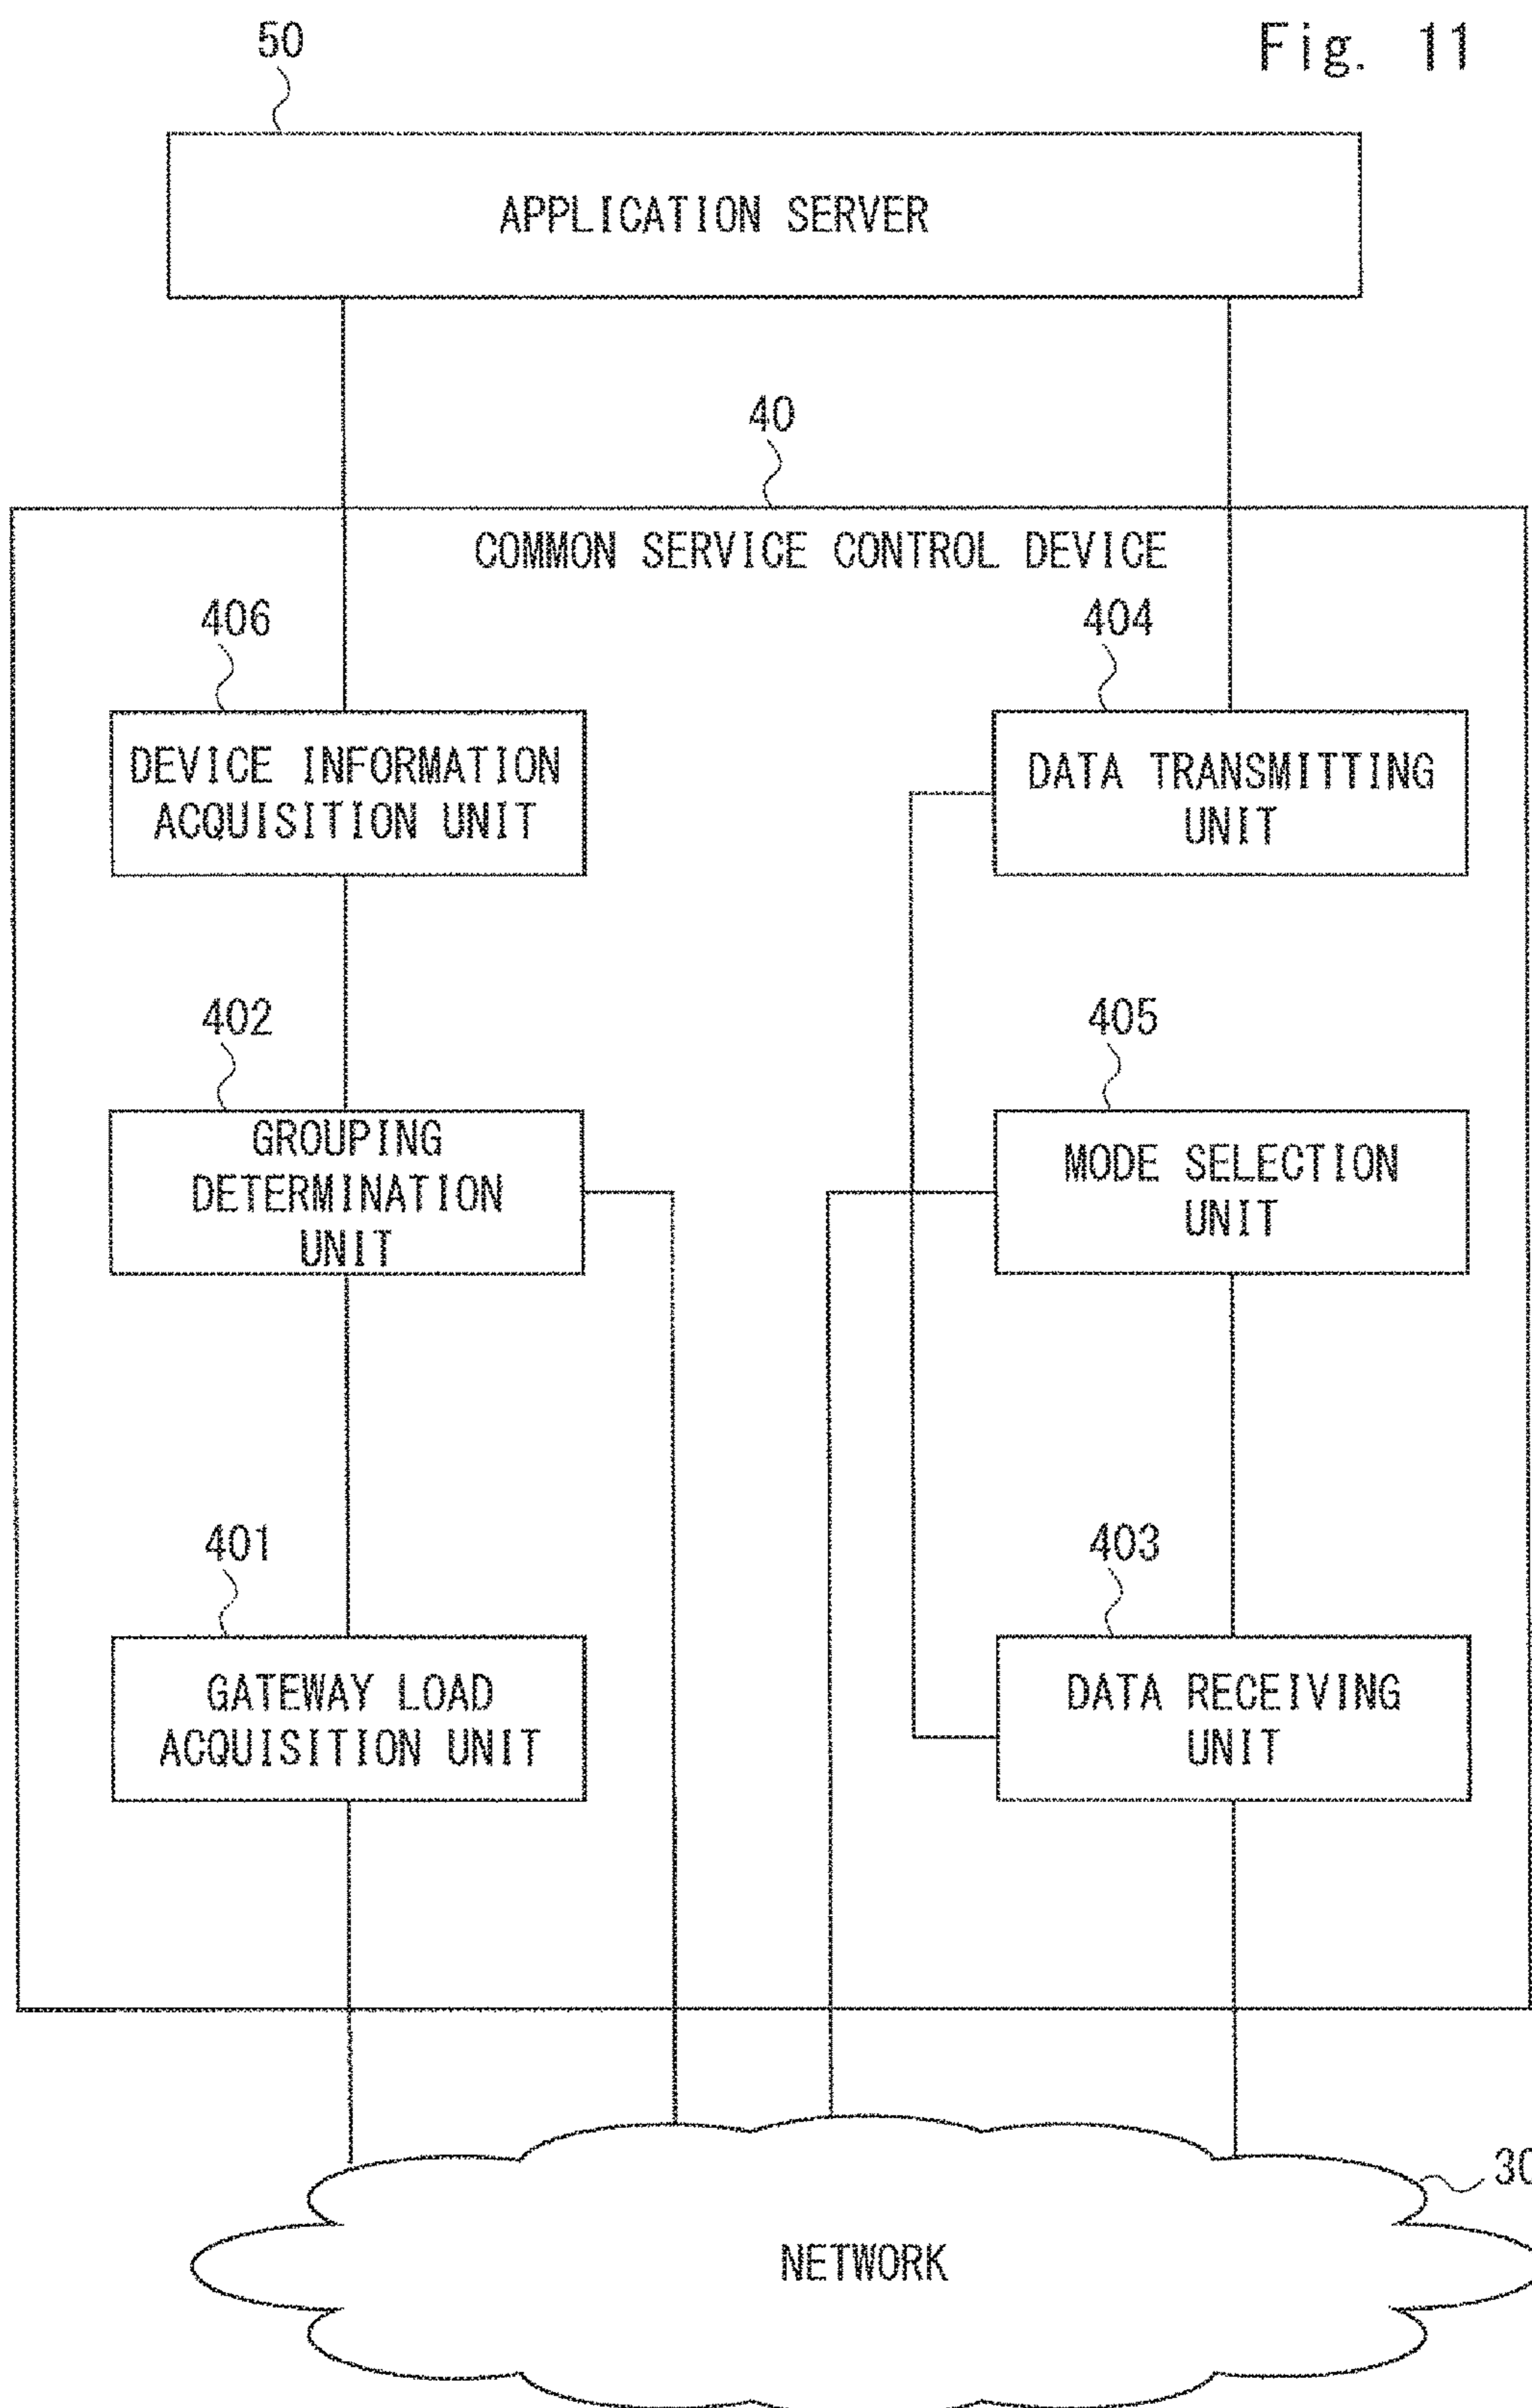 Fig. 11
50
APPLICATION SERVER
40
COMMON SERVICE CONTROL DEVICE
406
404
DEVICE INFORMATION
ACQUISITION UNIT
DATA TRANSMITTING
UNIT
402
405
GROUPING
DETERMINATION
UNIT
MODE SELECTION
UNIT
401
403
GATEWAY LOAD
ACQUISITION UNIT
DATA RECEIVING
UNIT
30
NETWORK